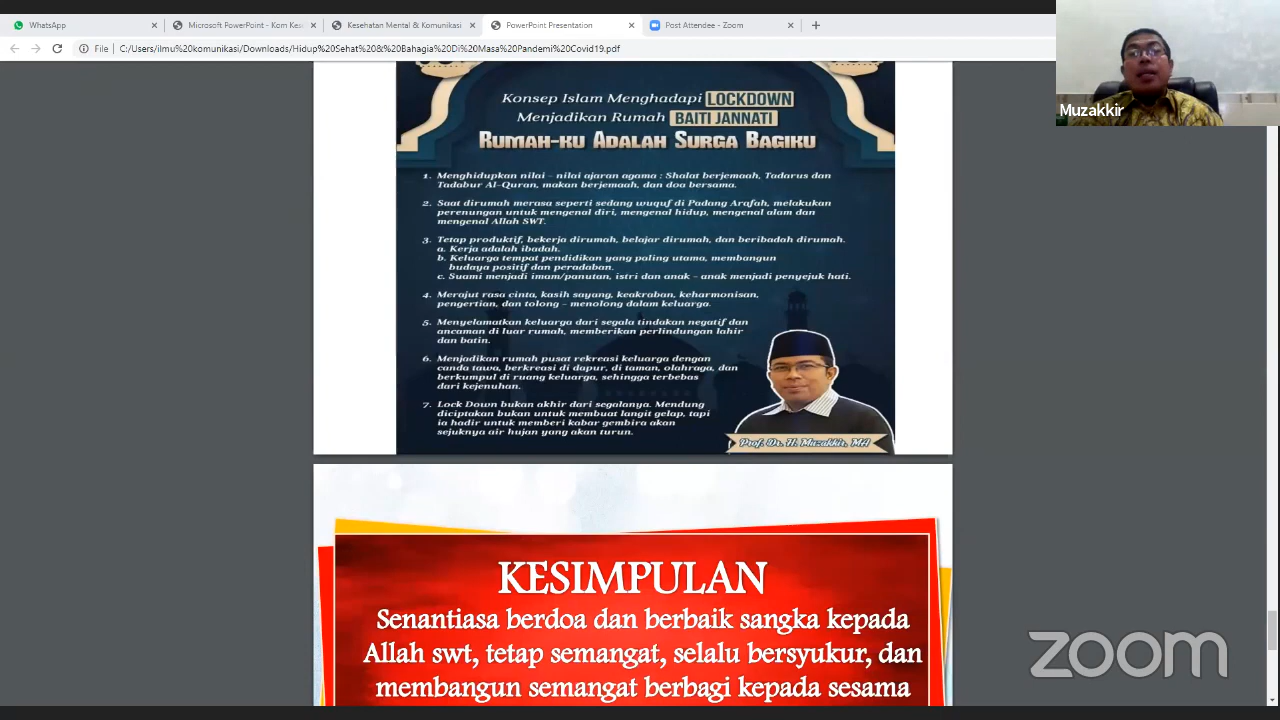 WhatsApp
Microsoft PowerPoint - Kom Kes
Kesehatan Mental & Komunikasi
PowerPoint Presentation
Post Attendee - Zoom
File
C:/Users/ilmu%20komunikasi/Downloads/Hidup%20Sehat%20&%20Bahagia%20Di%20Masa%20Pandemi%20Covid19.pdf
Muzakkir
Konsep Islam Menghadapi LOCKDOWN
Menjadikan Rumah BAITI JANNATI
RUMAH-KU ADALAH SURGA BAGIKU
1. Menghidupkan nilai - nilai ajaran agama : Shalat berjemaah, Tadarus dan
Tadabur Al-Quran, makan berjemaah, dan doa bersama.
2. Saat dirumah merasa seperti sedang wuquf di Padang Arafah, melakukan
perenungan untuk mengenal diri, mengenal hidup, mengenal alam dan
mengenal Allah SWT.
3. Tetap produktif, bekerja dirumah, belajar dirumah, dan beribadah dirumah.
a. Kerja adalah ibadah.
b. Keluarga tempat pendidikan yang paling utama, membangun
budaya positif dan peradaban.
c. Suami menjadi imam/panutan, istri dan anak - anak menjadi penyejuk hati.
4. Merajut rasa cinta, kasih sayang, keakraban, keharmonisan,
pengertian, dan tolong - menolong dalam keluarga.
5. Menyelamatkan keluarga dari segala tindakan negatif dan
ancaman di luar rumah, memberikan perlindungan lahir
dan batin.
6. Menjadikan rumah pusat rekreasi keluarga dengan
canda tawa, berkreasi di dapur, di taman, olahraga, dan
berkumpul di ruang keluarga, sehingga terbebas
dari kejenuhan.
7. Lock Down bukan akhir dari segalanya. Mendung
diciptakan bukan untuk membuat langit gelap, tapi
ia hadir untuk memberi kabar gembira akan
sejuknya air hujan yang akan turun.
Prof. Dr. H. Muzakkir, MA
KESIMPULAN
Senantiasa berdoa dan berbaik sangka kepada
Allah swt, tetap semangat, selalu bersyukur, dan
membangun semangat berbagi kepada sesama
zoom